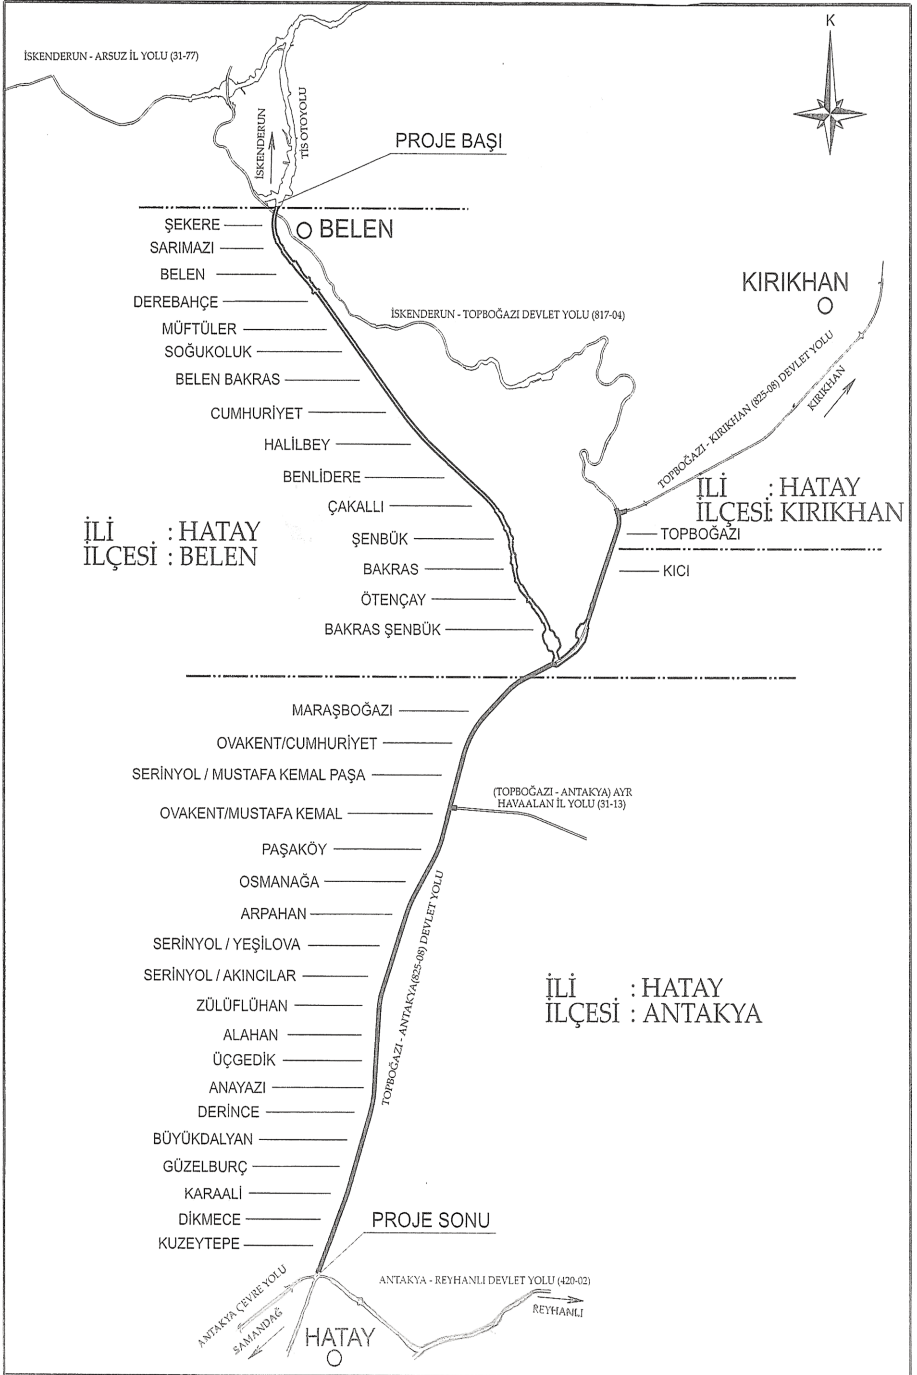 K
İSKENDERUN - ARSUZ İL YOLU (31-77)
İSKENDERUN
TİS OTOYOLU
PROJE BAŞI
ŞEKERE
BELEN
SARIMAZI
BELEN
KIRIKHAN
DEREBAHÇE
İSKENDERUN - TOPBOĞAZI DEVLET YOLU (817-04)
MÜFTÜLER
SOĞUKOLUK
BELEN BAKRAS
TOPBOĞAZI - KIRIKHAN (825-08) DEVLET YOLU
KIRIKHAN
CUMHURİYET
HALİLBEY
BENLİDERE
İLİ : HATAY
İLÇESİ : KIRIKHAN
ÇAKALLI
İLİ : HATAY
İLÇESİ : BELEN
TOPBOĞAZI
ŞENBÜK
BAKRAS
KICI
ÖTENÇAY
BAKRAS ŞENBÜK
MARAŞBOĞAZI
OVAKENT/CUMHURİYET
SERİNYOL / MUSTAFA KEMAL PAŞA
(TOPBOĞAZI - ANTAKYA) AYR
HAVAALAN İL YOLU (31-13)
OVAKENT/MUSTAFA KEMAL
PAŞAKÖY
OSMANAĞA
ARPAHAN
TOPBOĞAZI - ANTAKYA(825-08) DEVLET YOLU
SERİNYOL / YEŞİLOVA
SERİNYOL / AKINCILAR
İLİ : HATAY
İLÇESİ : ANTAKYA
ZÜLÜFLÜHAN
ALAHAN
ÜÇGEDİK
ANAYAZI
DERİNCE
BÜYÜKDALYAN
GÜZELBURÇ
KARAALİ
DİKMECE
PROJE SONU
KUZEYTEPE
ANTAKYA ÇEVRE YOLU
SAMANDAĞ
ANTAKYA - REYHANLI DEVLET YOLU (420-02)
REYHANLI
HATAY